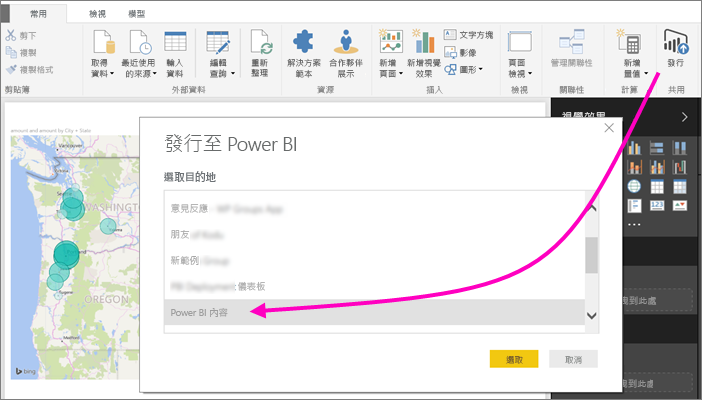 常用
檢視
模型
剪下
複製
複製格式
剪貼簿
取得
資料
最近使用
的來源
輸入
資料
編輯
查詢
外部資料
重新
整理
解決方案
範本
合作夥伴
展示
資源
新增
頁面
新增視覺
效果
文字方塊
影像
圖形
插入
頁面
檢視
檢視
管理關聯性
關聯性
新增
量值
計算
發行
共用
amount and amount by City + State
視覺效果
發行至 Power BI
選取目的地
意見反應 - WP Groups App
朋友
新範例 Group
儀表板
Power BI 內容
選取
取消
Vancouver
WASHINGTON
OREGON
Eugene
Medford
bing
到此處
到此處